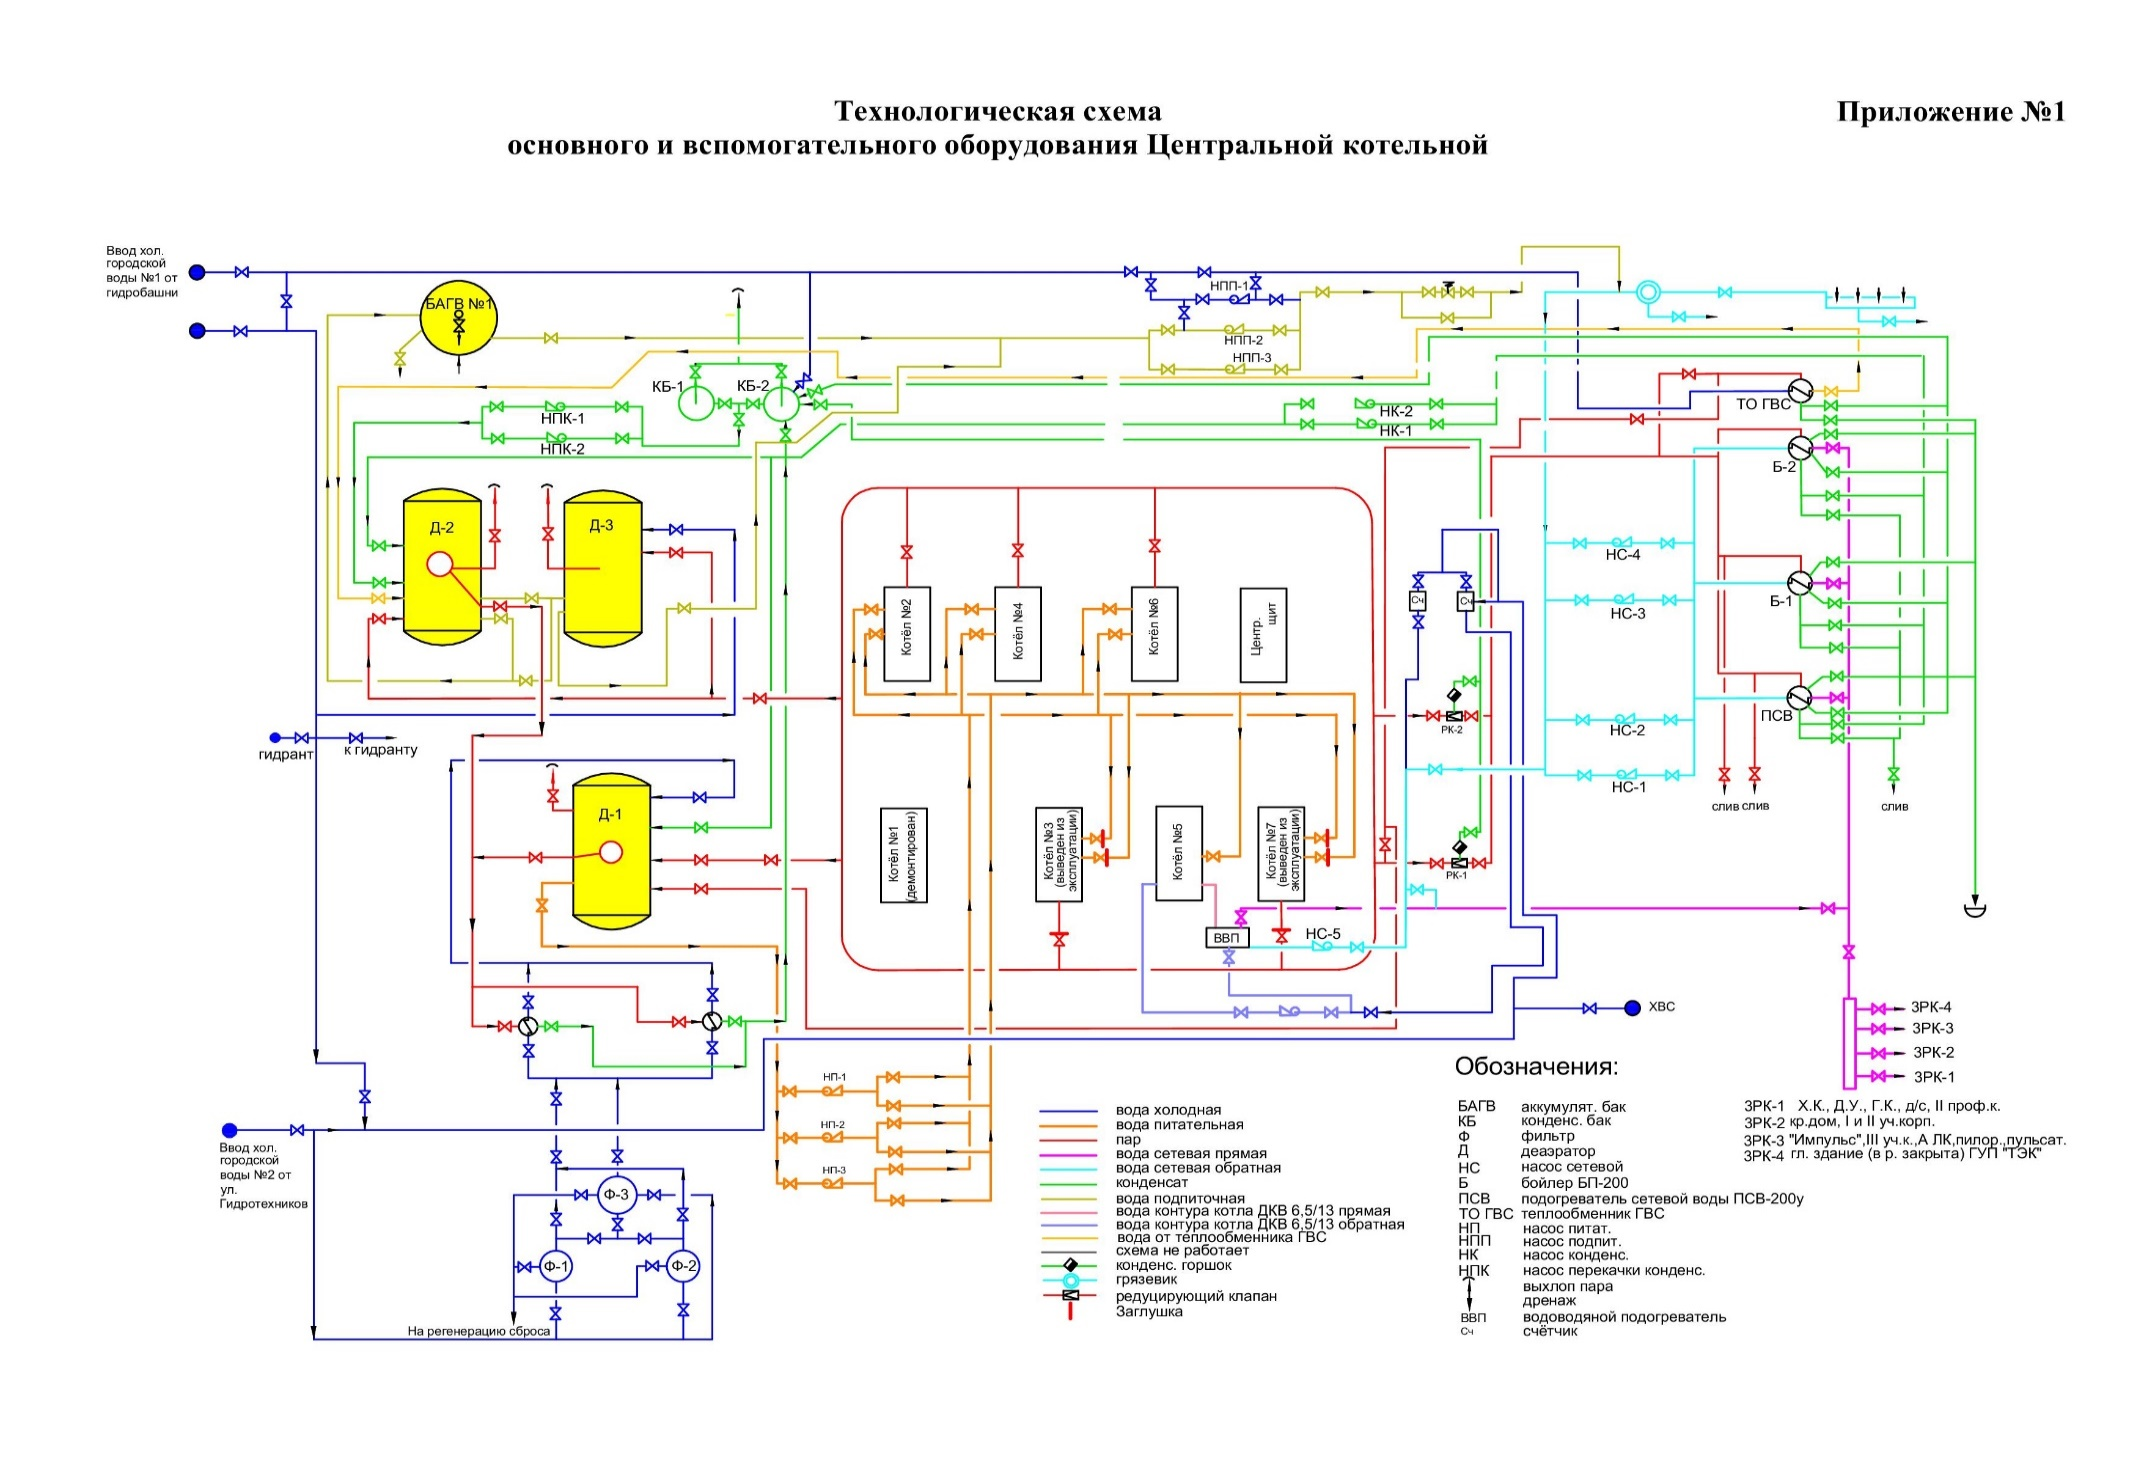 Технологическая схема
основного и вспомогательного оборудования Центральной котельной
Приложение №1
Ввод хол.
городской
воды №1 от
гидробашни
БАГВ №1
НПП-1
НПП-2
НПП-3
КБ-1
КБ-2
НПК-1
НПК-2
НК-2
НК-1
ТО ГВС
Б-2
Д-2
Д-3
НС-4
Б-1
НС-3
Котёл №2
Котёл №4
Котёл №6
Центр.
щит
Сч
Сч
РК-2
ПСВ
НС-2
НС-1
гидрант
к гидранту
слив
слив
слив
Д-1
Котёл №1
(демонтирован)
Котёл №3
(выведен из
эксплуатации)
Котёл №5
Котёл №7
(выведен из
эксплуатации)
РК-1
ВВП
НС-5
ХВС
3РК-4
3РК-3
3РК-2
3РК-1
НП-1
НП-2
НП-3
Ввод хол.
городской
воды №2 от
ул.
Гидротехников
Ф-3
Ф-1
Ф-2
На регенерацию сброса
вода холодная
вода питательная
пар
вода сетевая прямая
вода сетевая обратная
конденсат
вода подпиточная
вода контура котла ДКВ 6,5/13 прямая
вода контура котла ДКВ 6,5/13 обратная
вода от теплообменника ГВС
схема не работает
конденс. горшок
грязевик
редуцирующий клапан
Заглушка
Обозначения:
БАГВ аккумулят. бак
КБ конденс. бак
Ф фильтр
Д деаэратор
НС насос сетевой
Б бойлер БП-200
ПСВ подогреватель сетевой воды ПСВ-200у
ТО ГВС теплообменник ГВС
НП насос питат.
НПП насос подпит.
НК насос конденс.
НПК насос перекачки конденс.
выхлоп пара
дренаж
ВВП водоводяной подогреватель
Сч счётчик
3РК-1 Х.К., Д.У., Г.К., д/с, II проф.к.
3РК-2 кр.дом, I и II уч.корп.
3РК-3 "Импульс",III уч.к.,А ЛК,пилор.,пульсат.
3РК-4 гл. здание (в р. закрыта) ГУП "ТЭК"